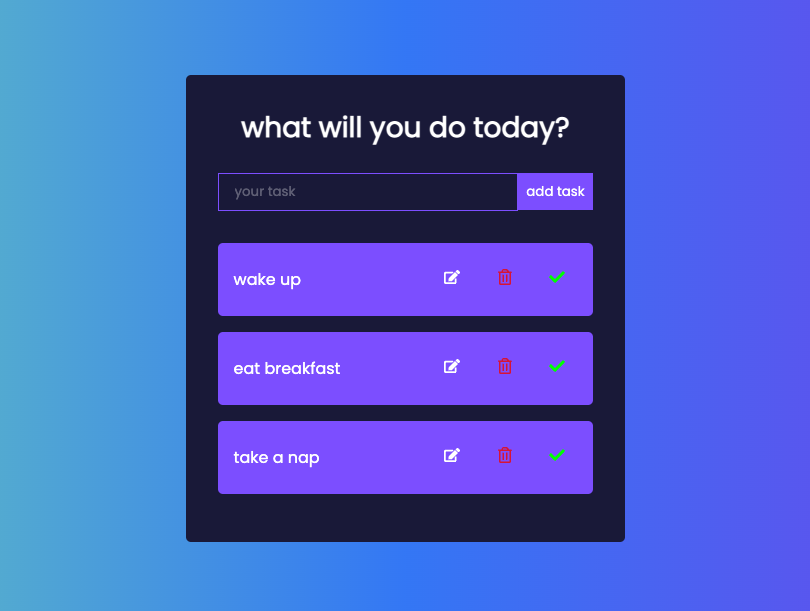 what will you do today?
your task
add task
wake up
eat breakfast
take a nap